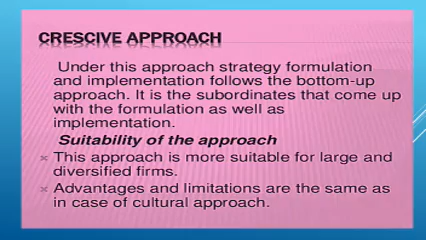 CRESCIVE APPROACH
Under this approach strategy formulation
and implementation follows the bottom-up
approach. It is the subordinates that come up
with the formulation as well as
implementation.
Suitability of the approach
This approach is more suitable for large and
diversified firms.
Advantages and limitations are the same as
in case of cultural approach.